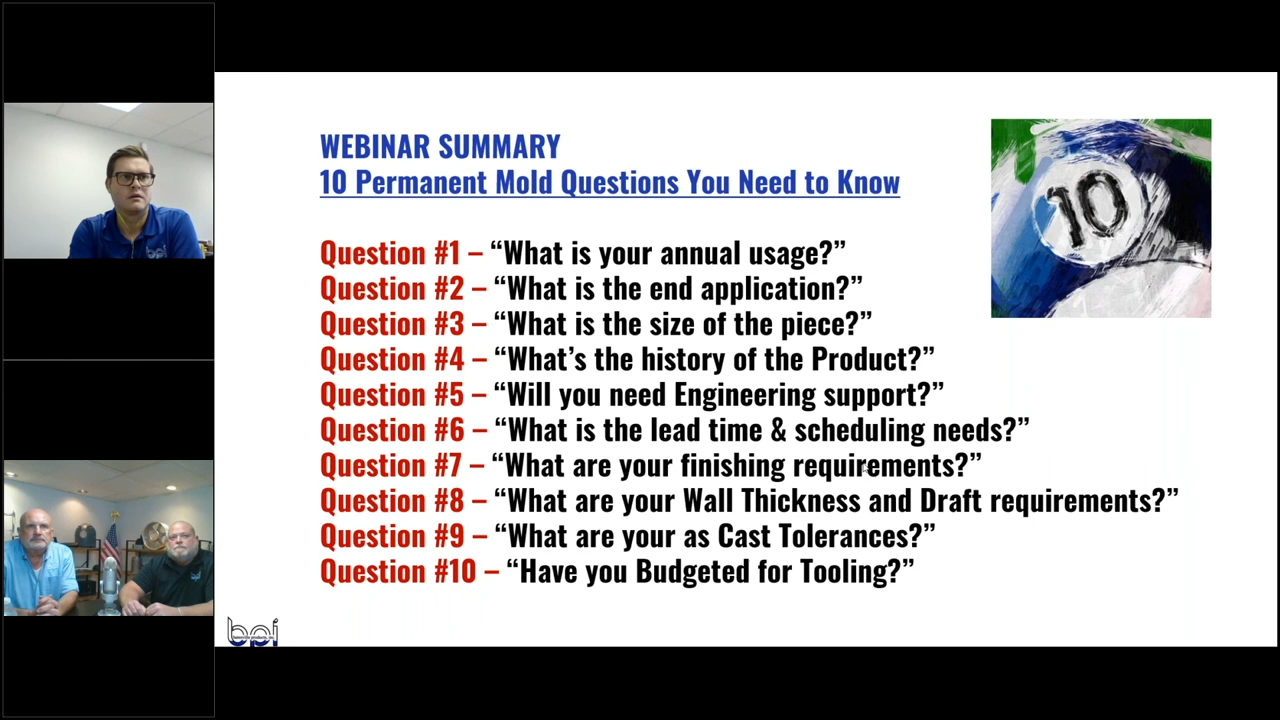 WEBINAR SUMMARY
10 Permanent Mold Questions You Need to Know
10
Question #1 – “What is your annual usage?”
Question #2 – “What is the end application?”
Question #3 – “What is the size of the piece?”
Question #4 – “What’s the history of the Product?”
Question #5 – “Will you need Engineering support?”
Question #6 – “What is the lead time & scheduling needs?”
Question #7 – “What are your finishing requirements?”
Question #8 – “What are your Wall Thickness and Draft requirements?”
Question #9 – “What are your as Cast Tolerances?”
Question #10 – “Have you Budgeted for Tooling?”
bpi
bpi